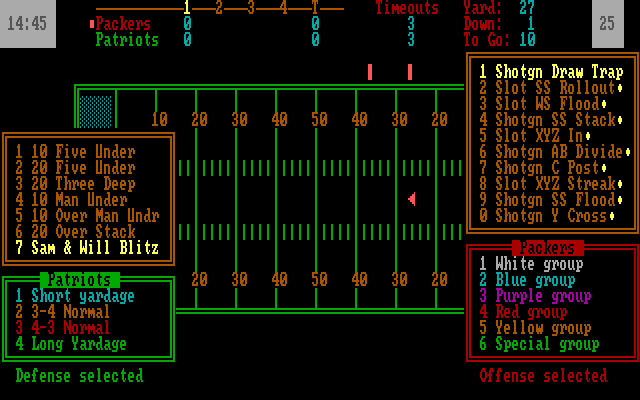 14:45
1 2 3 4 T
Timeouts
Yard: 27
25
Packers 0 0 3
Down: 1
Patriots 0 0 3
To Go: 10
1 Shotgn Draw Trap
2 Slot SS Rollout♦
3 Slot WS Flood♦
4 Shotgn SS Stack♦
5 Slot XYZ In♦
6 Shotgn AB Divide♦
7 Shotgn C Post♦
8 Slot XYZ Streak♦
9 Shotgn SS Flood♦
0 Shotgn Y Cross♦
10 20 30 40 50 40 30 20
1 10 Five Under
2 20 Five Under
3 20 Three Deep
4 10 Man Under
5 10 Over Man Undr
6 20 Over Stack
7 Sam & Will Blitz
20 30 40 50 40 30 20
Patriots
1 Short yardage
2 3-4 Normal
3 4-3 Normal
4 Long Yardage
Defense selected
Packers
1 White group
2 Blue group
3 Purple group
4 Red group
5 Yellow group
6 Special group
Offense selected